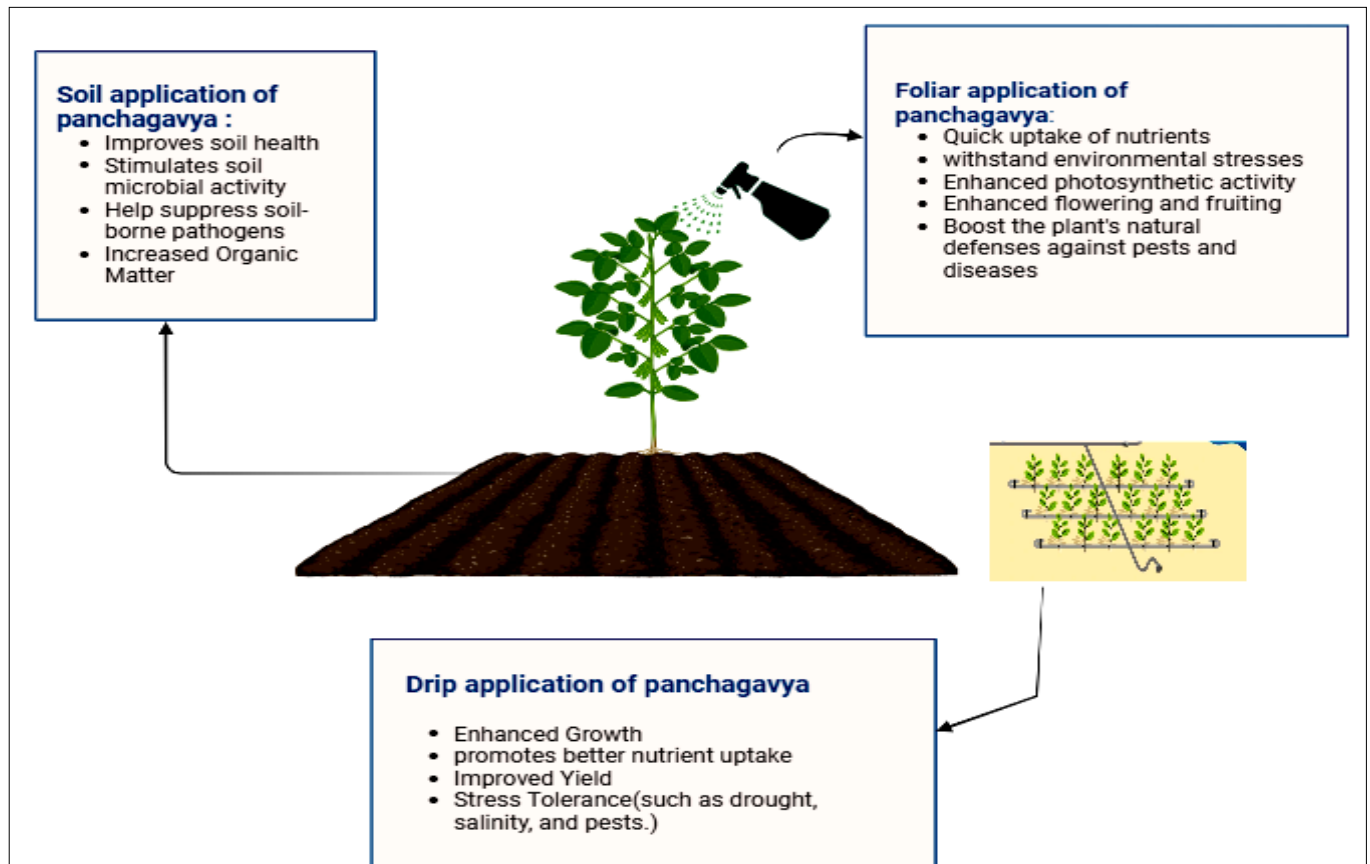 Soil application of
panchagavya :
• Improves soil health
• Stimulates soil
microbial activity
• Help suppress soil-
borne pathogens
• Increased Organic
Matter
Foliar application of
panchagavya:
• Quick uptake of nutrients
• withstand environmental stresses
• Enhanced photosynthetic activity
• Enhanced flowering and fruiting
• Boost the plant's natural
defenses against pests and
diseases
Drip application of panchagavya
• Enhanced Growth
• promotes better nutrient uptake
• Improved Yield
• Stress Tolerance(such as drought,
salinity, and pests.)